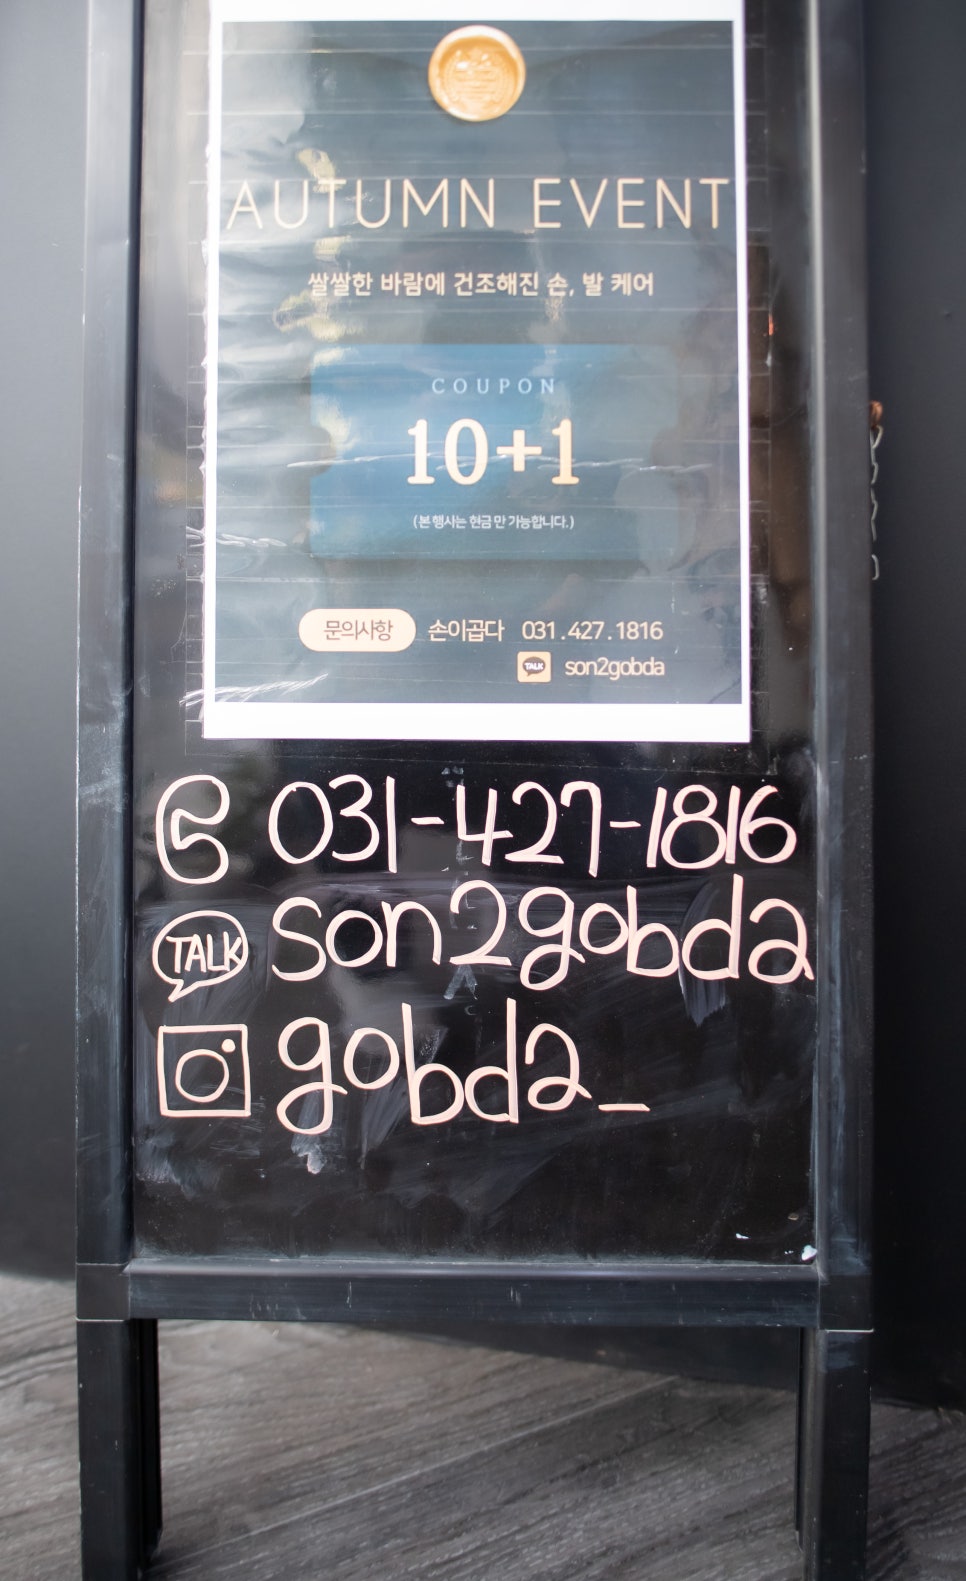 AUTUMN EVENT
쌀쌀한 바람에 건조해진 손, 발 케어
COUPON
10+1
(본 행사는 현금만 가능합니다.)
문의사항 손이곱다 031.427.1816
TALK son2gobda
031-427-1816
TALK son2gobda
gobda_